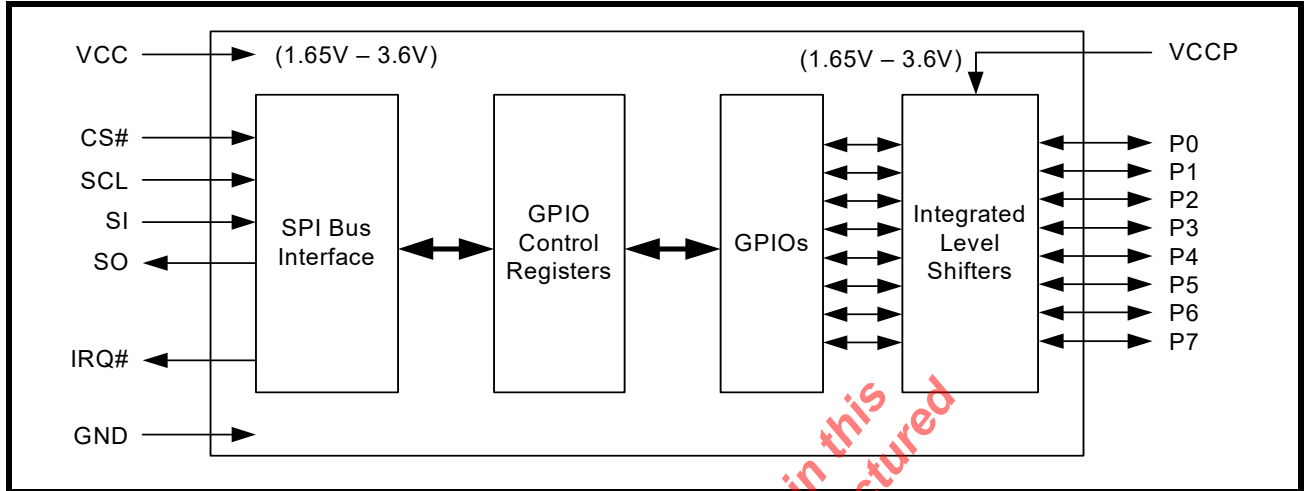 VCC
(1.65V – 3.6V)
(1.65V – 3.6V)
VCCP
CS#
SCL
SI
SO
IRQ#
GND
SPI Bus
Interface
GPIO
Control
Registers
GPIOs
Integrated
Level
Shifters
P0
P1
P2
P3
P4
P5
P6
P7
in this